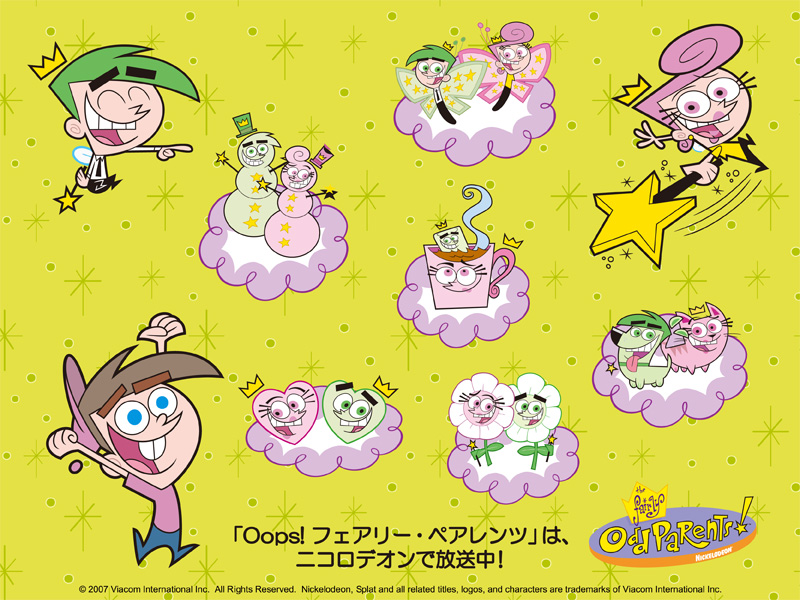 「Oops! フェアリー・ペアレンツ」は、
ニコロデオンで放送中!
the
fairly
Odd Parents!
NICKELODEON
© 2007 Viacom International Inc.  All Rights Reserved.  Nickelodeon, Splat and all related titles, logos, and characters are trademarks of Viacom International Inc.